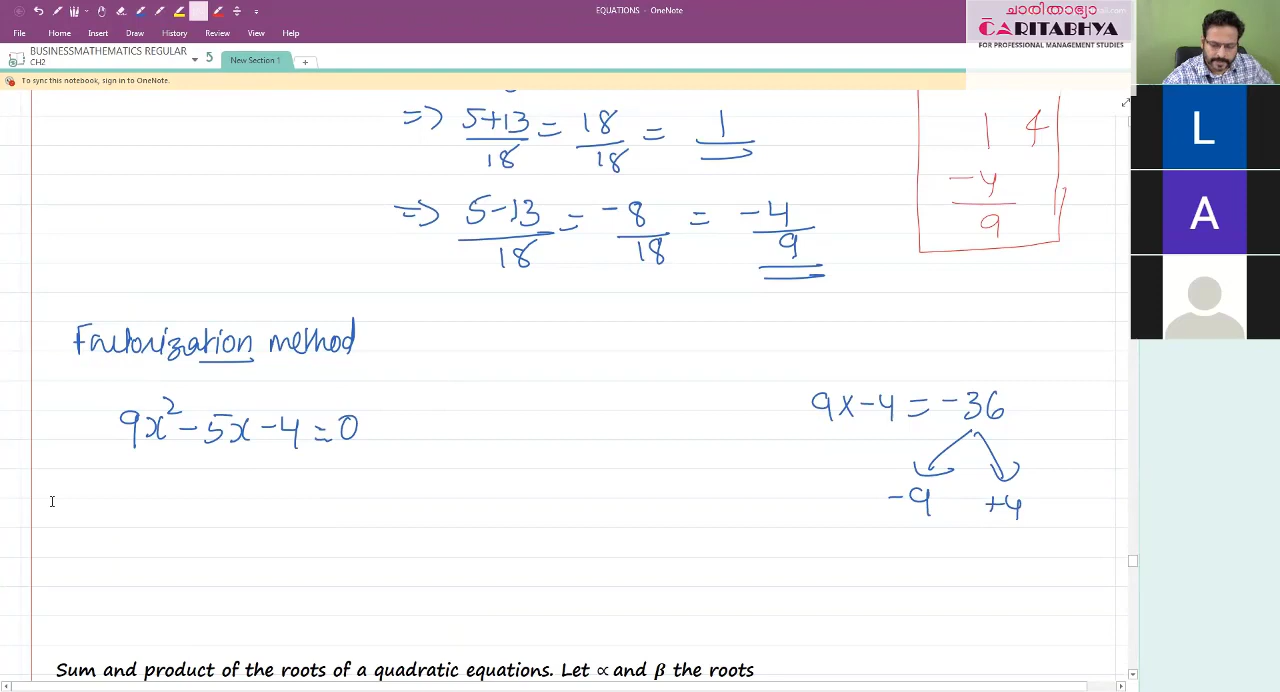 EQUATIONS - OneNote
ചാരിതാഭ്യാ
CARITABHYA
FOR PROFESSIONAL MANAGEMENT STUDIES
File Home Insert Draw History Review View Help
BUSINESSMATHEMATICS REGULAR
CH2
5
New Section 1
+
To sync this notebook, sign in to OneNote.
=> 5+13/18 = 18/18 = 1
1 4
-4/9
=> 5-13/18 = -8/18 = -4/9
Factorization method
9x² - 5x - 4 = 0
9x-4 = -36
-9 +4
Sum and product of the roots of a quadratic equations. Let α and β the roots
L
A